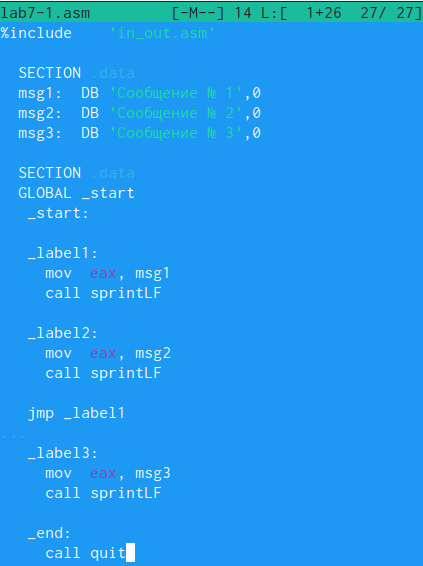 lab7-1.asm [-M--] 14 L:[ 1+26 27/ 27]
%include 'in_out.asm'
SECTION .data
msg1: DB 'Сообщение № 1',0
msg2: DB 'Сообщение № 2',0
msg3: DB 'Сообщение № 3',0
SECTION .data
GLOBAL _start
_start:
_label1:
mov eax, msg1
call sprintLF
_label2:
mov eax, msg2
call sprintLF
jmp _label1
...
_label3:
mov eax, msg3
call sprintLF
_end:
call quit